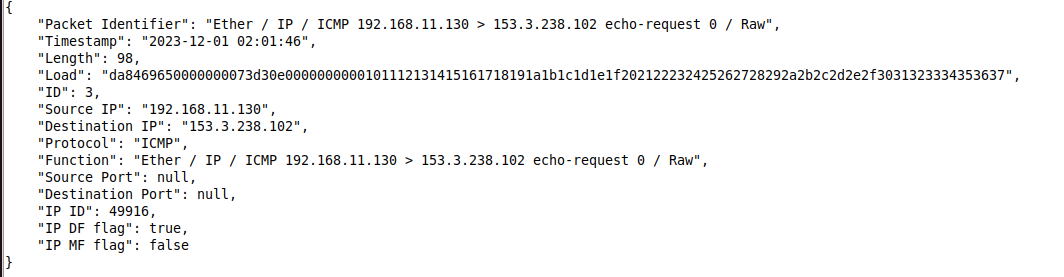 {
"Packet Identifier": "Ether / IP / ICMP 192.168.11.130 > 153.3.238.102 echo-request 0 / Raw",
"Timestamp": "2023-12-01 02:01:46",
"Length": 98,
"Load": "da8469650000000073d30e0000000000101112131415161718191a1b1c1d1e1f202122232425262728292a2b2c2d2e2f3031323334353637",
"ID": 3,
"Source IP": "192.168.11.130",
"Destination IP": "153.3.238.102",
"Protocol": "ICMP",
"Function": "Ether / IP / ICMP 192.168.11.130 > 153.3.238.102 echo-request 0 / Raw",
"Source Port": null,
"Destination Port": null,
"IP ID": 49916,
"IP DF flag": true,
"IP MF flag": false
}